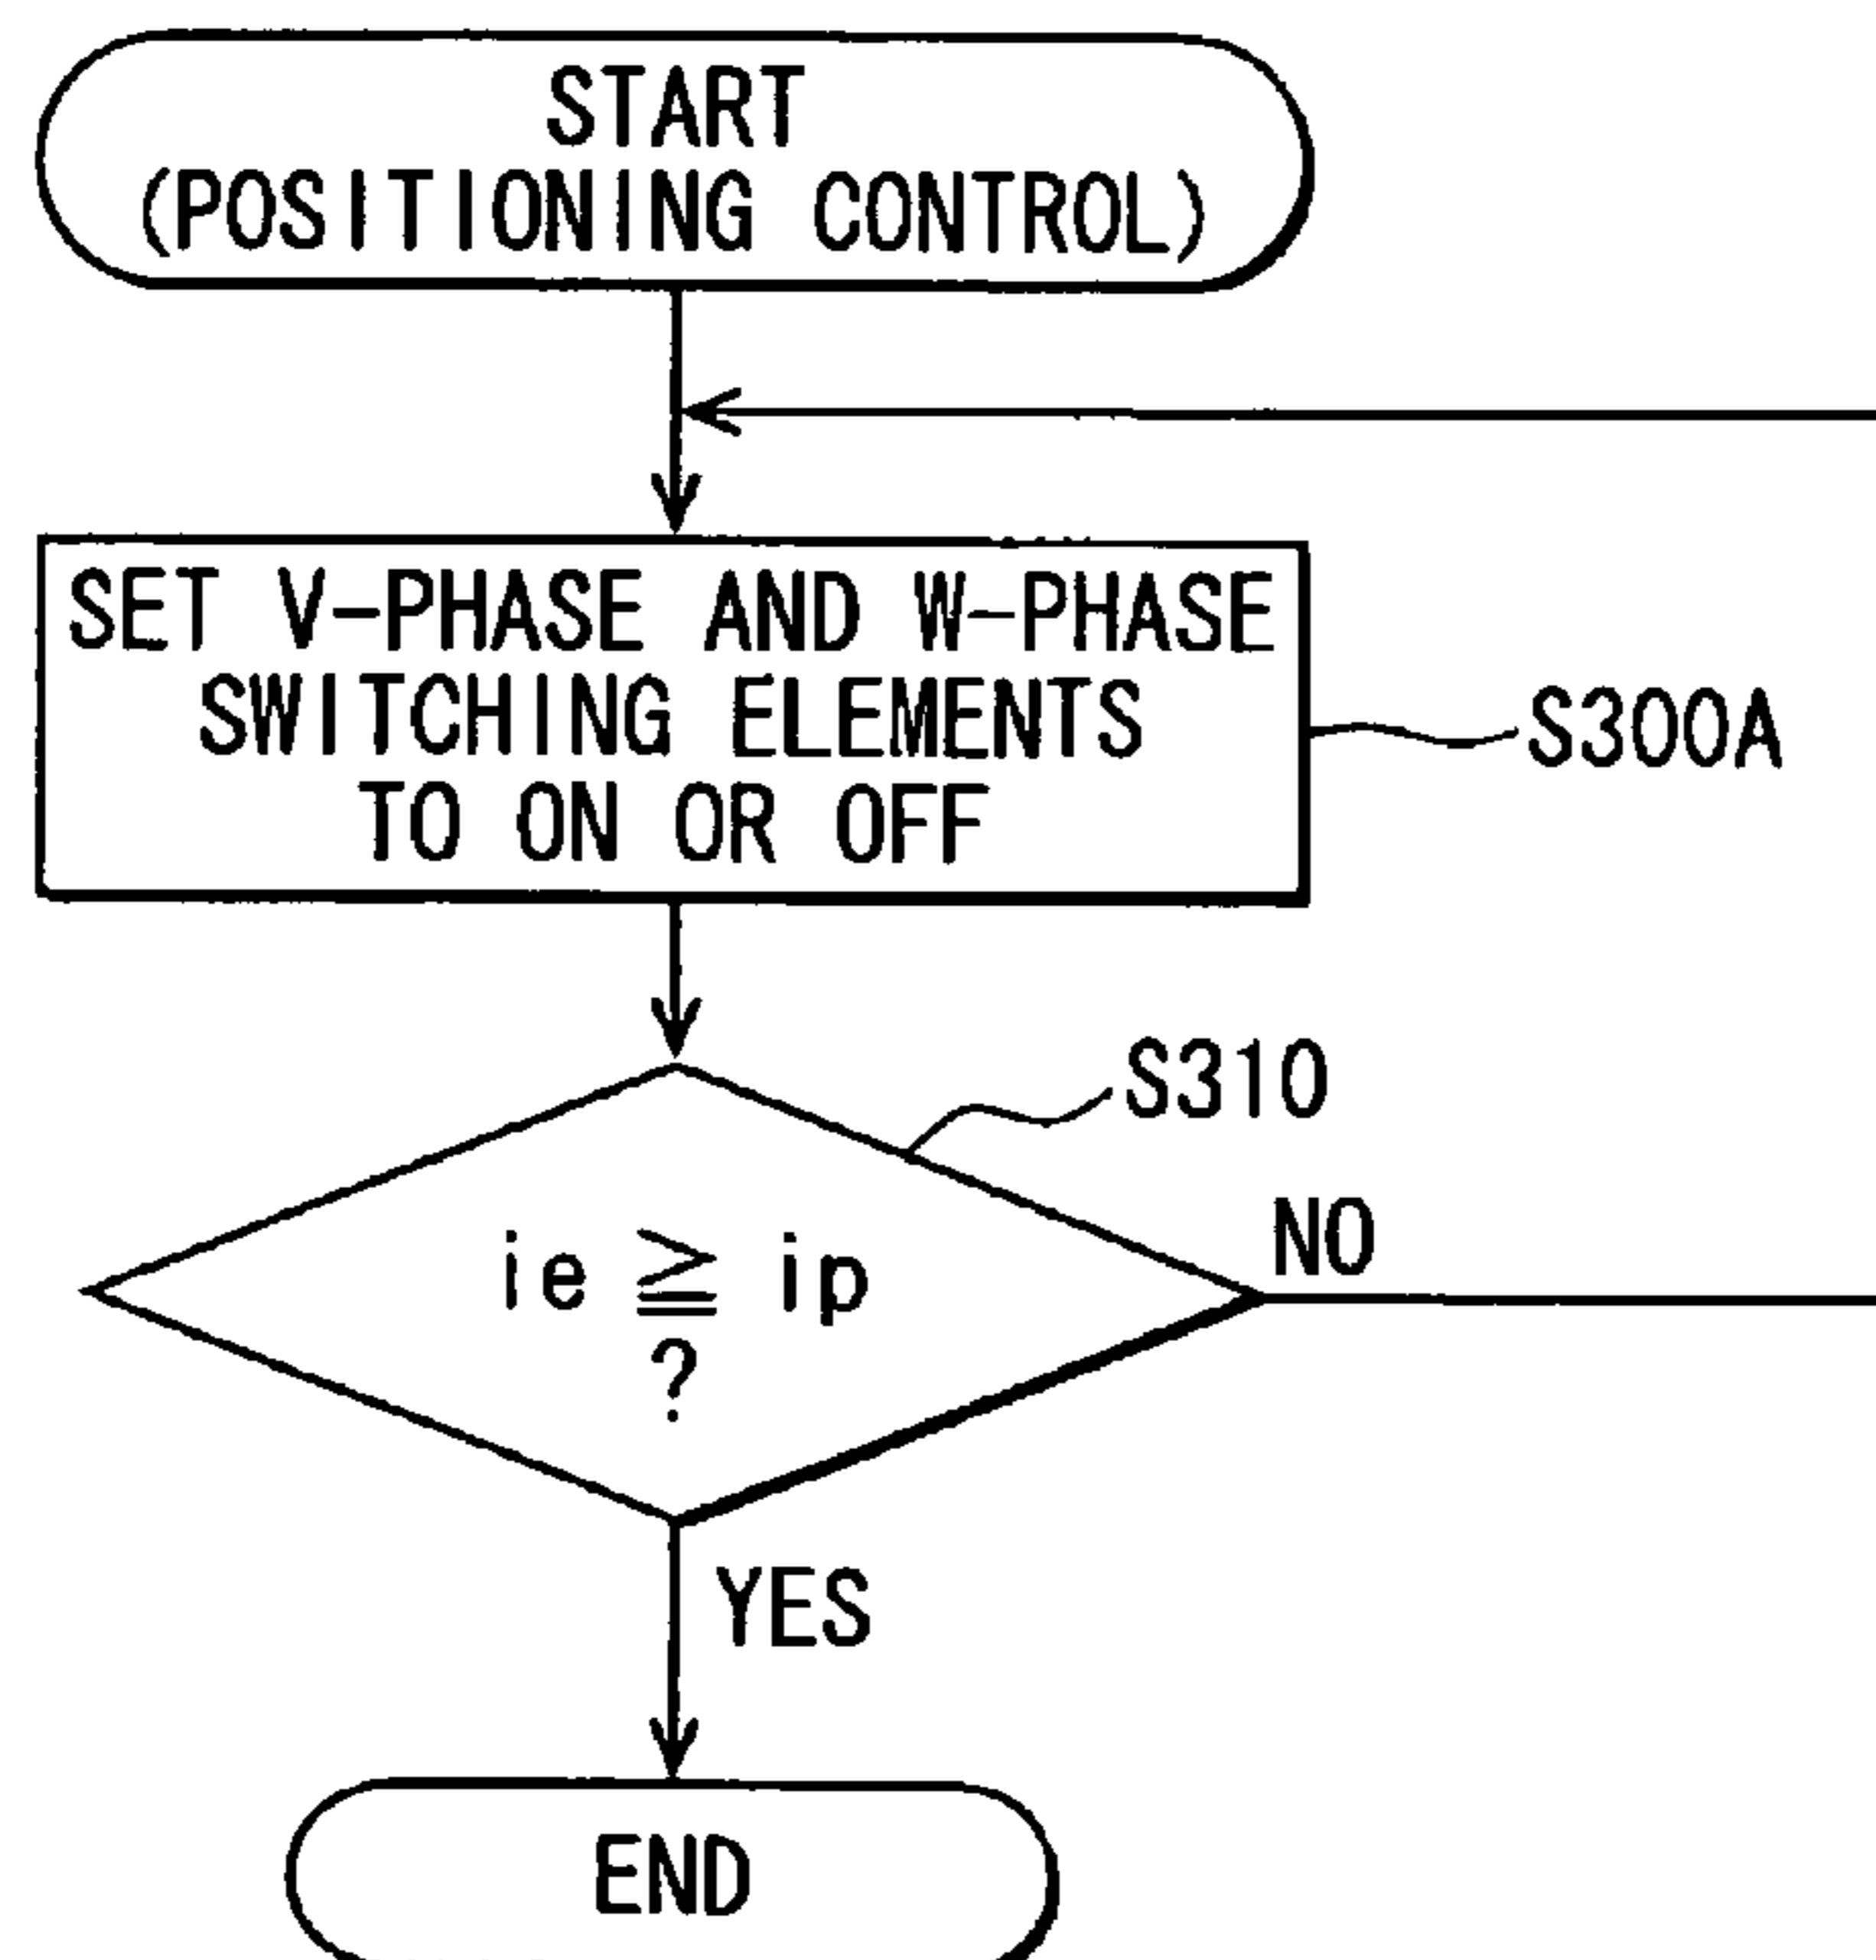 START
(POSITIONING CONTROL)
SET V-PHASE AND W-PHASE
SWITCHING ELEMENTS
TO ON OR OFF
S300A
S310
ie ≧ ip
?
NO
YES
END